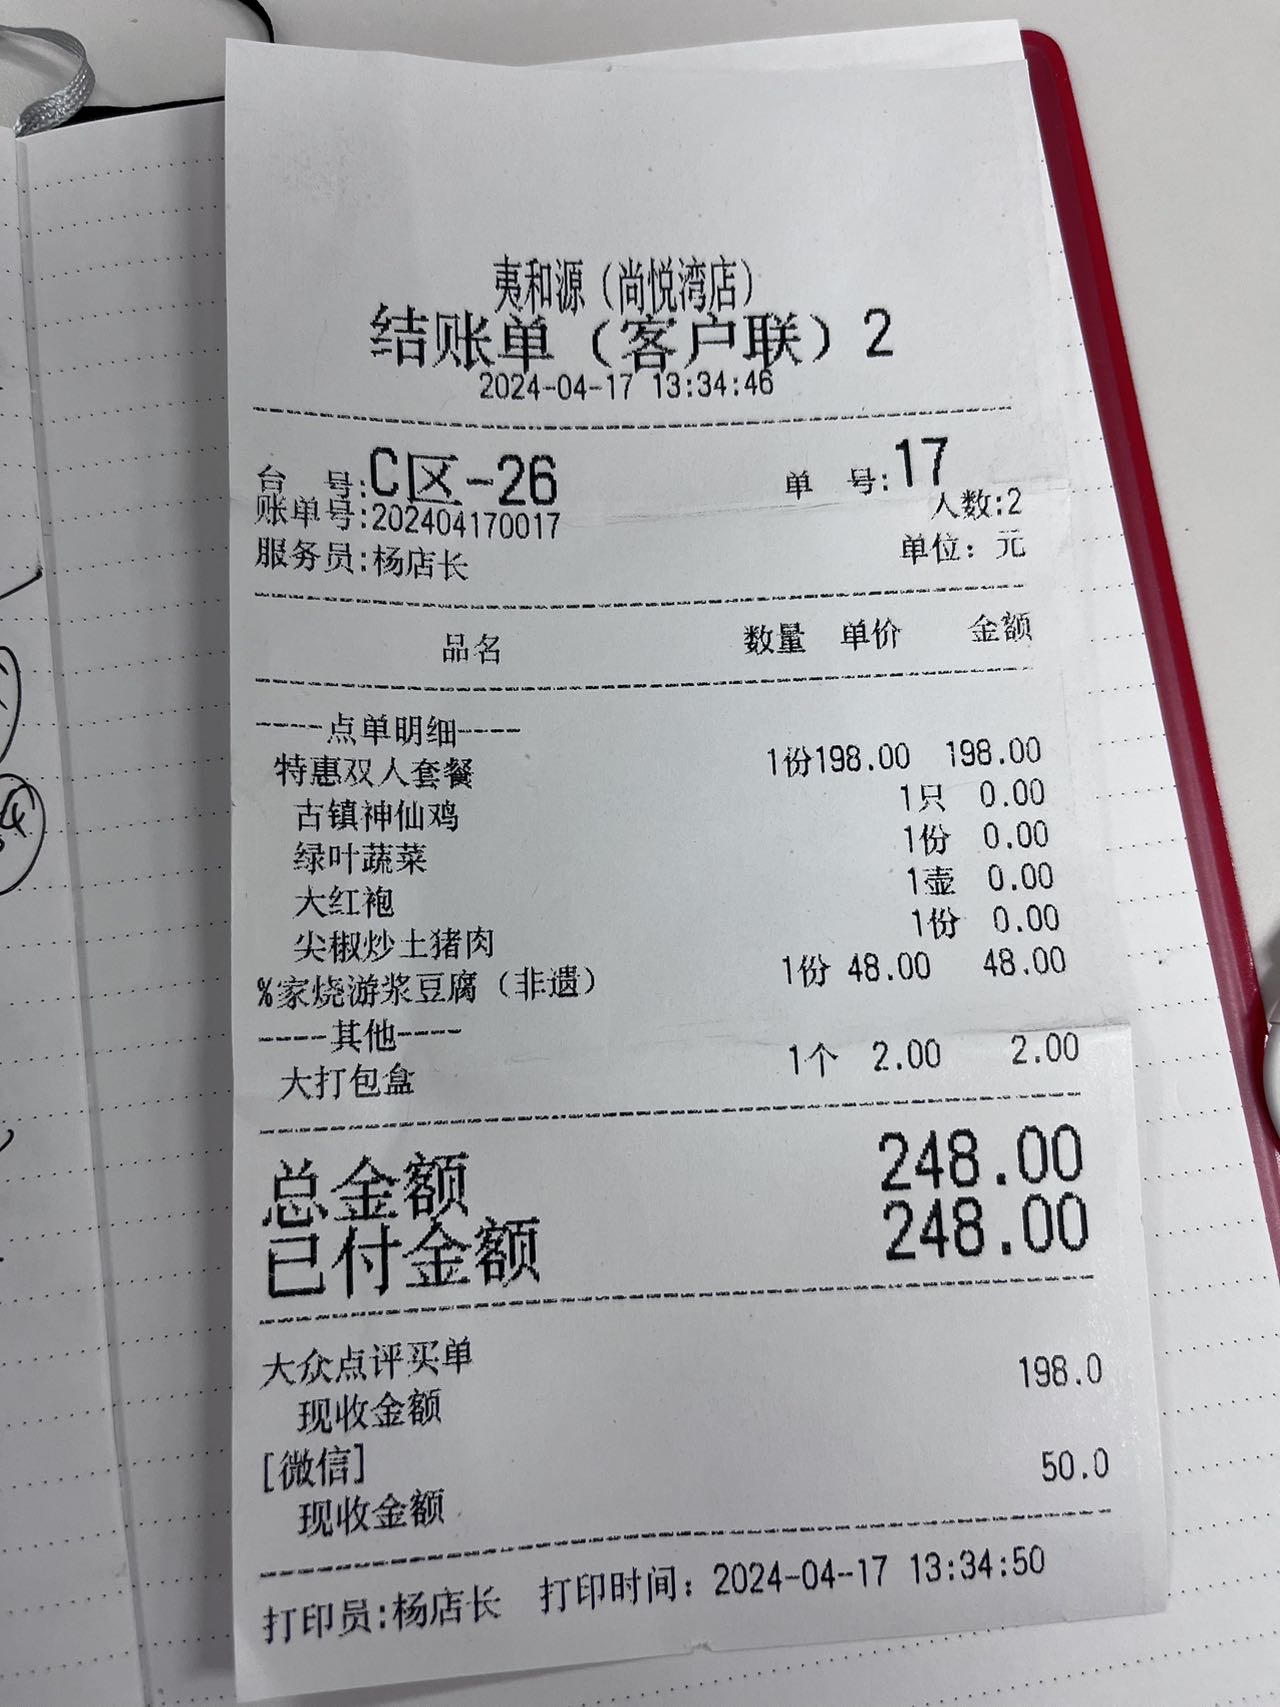 夷和源（尚悦湾店）
结账单（客户联）2
2024-04-17 13:34:46
台 号:C区-26 单 号:17
账单号:202404170017 人数:2
服务员:杨店长 单位：元
品名 数量 单价 金额
----点单明细----
特惠双人套餐 1份198.00 198.00
古镇神仙鸡 1只 0.00
绿叶蔬菜 1份 0.00
大红袍 1壶 0.00
尖椒炒土猪肉 1份 0.00
%家烧游浆豆腐（非遗） 1份 48.00 48.00
----其他----
大打包盒 1个 2.00 2.00
总金额 248.00
已付金额 248.00
大众点评买单
现收金额 198.0
[微信]
现收金额 50.0
打印员:杨店长 打印时间：2024-04-17 13:34:50